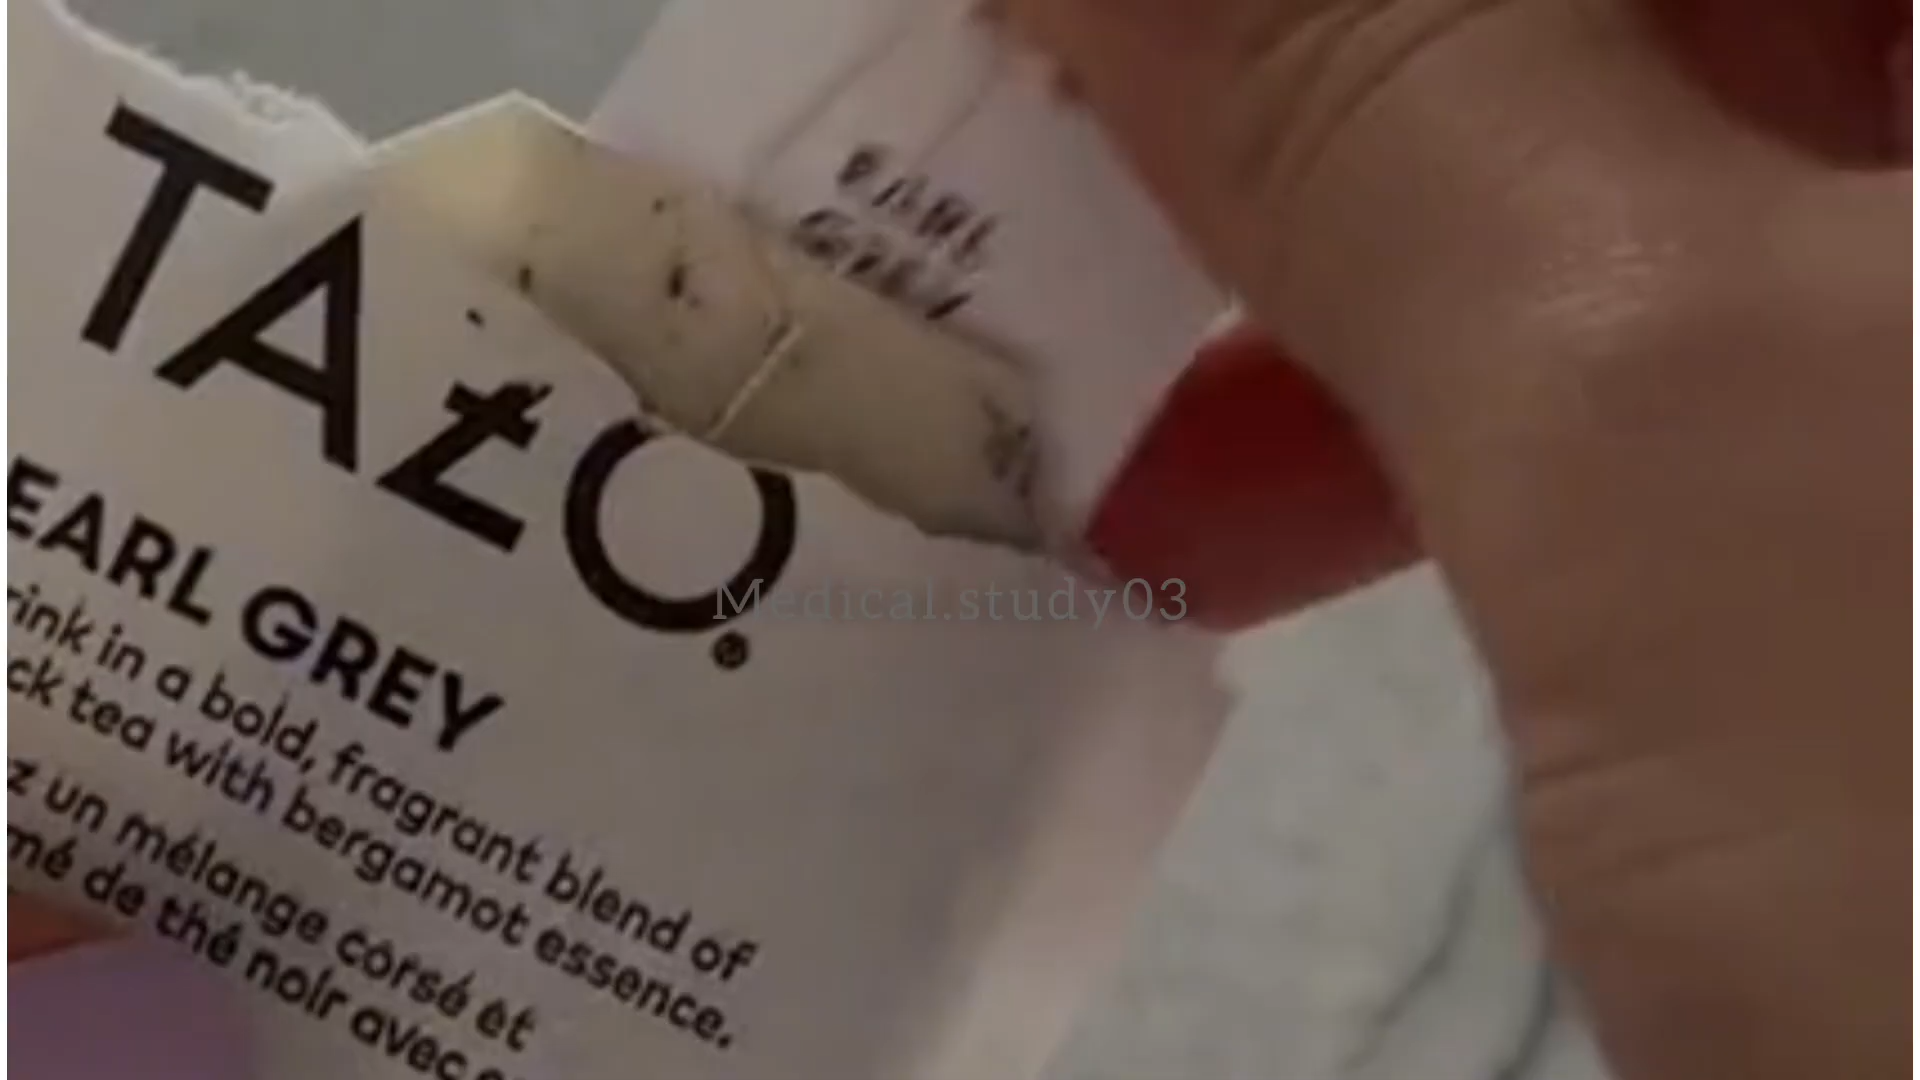 TAZO®
EARL GREY
rink in a bold, fragrant blend of
ck tea with bergamot essence.
z un mélange corsé et
mé de thé noir avec
Medical.study03